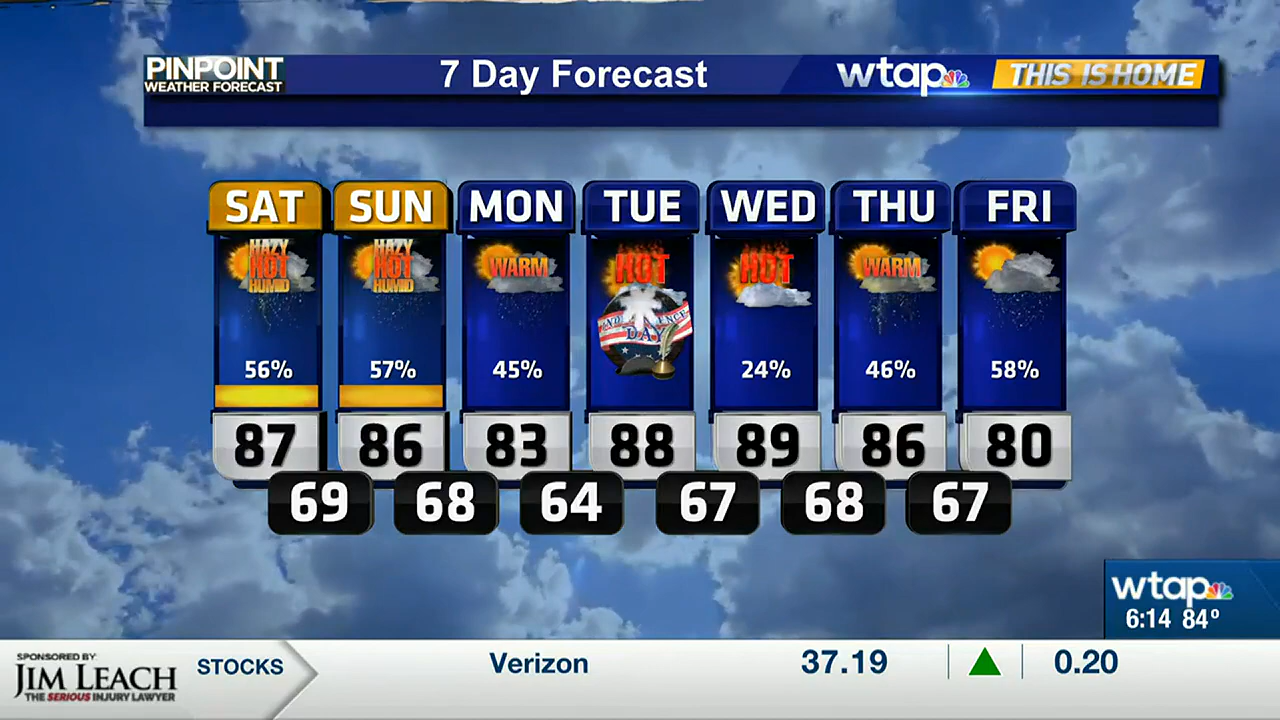 PINPOINT
WEATHER FORECAST
7 Day Forecast
wtap
THIS IS HOME
SAT SUN MON TUE WED THU FRI
HAZY HOT HUMID
HAZY HOT HUMID
WARM
HOT
HOT
WARM
DAY
56% 57% 45% 24% 46% 58%
87 86 83 88 89 86 80
69 68 64 67 68 67
wtap
6:14 84°
SPONSORED BY:
JIM LEACH
THE SERIOUS INJURY LAWYER
STOCKS
Verizon 37.19 0.20